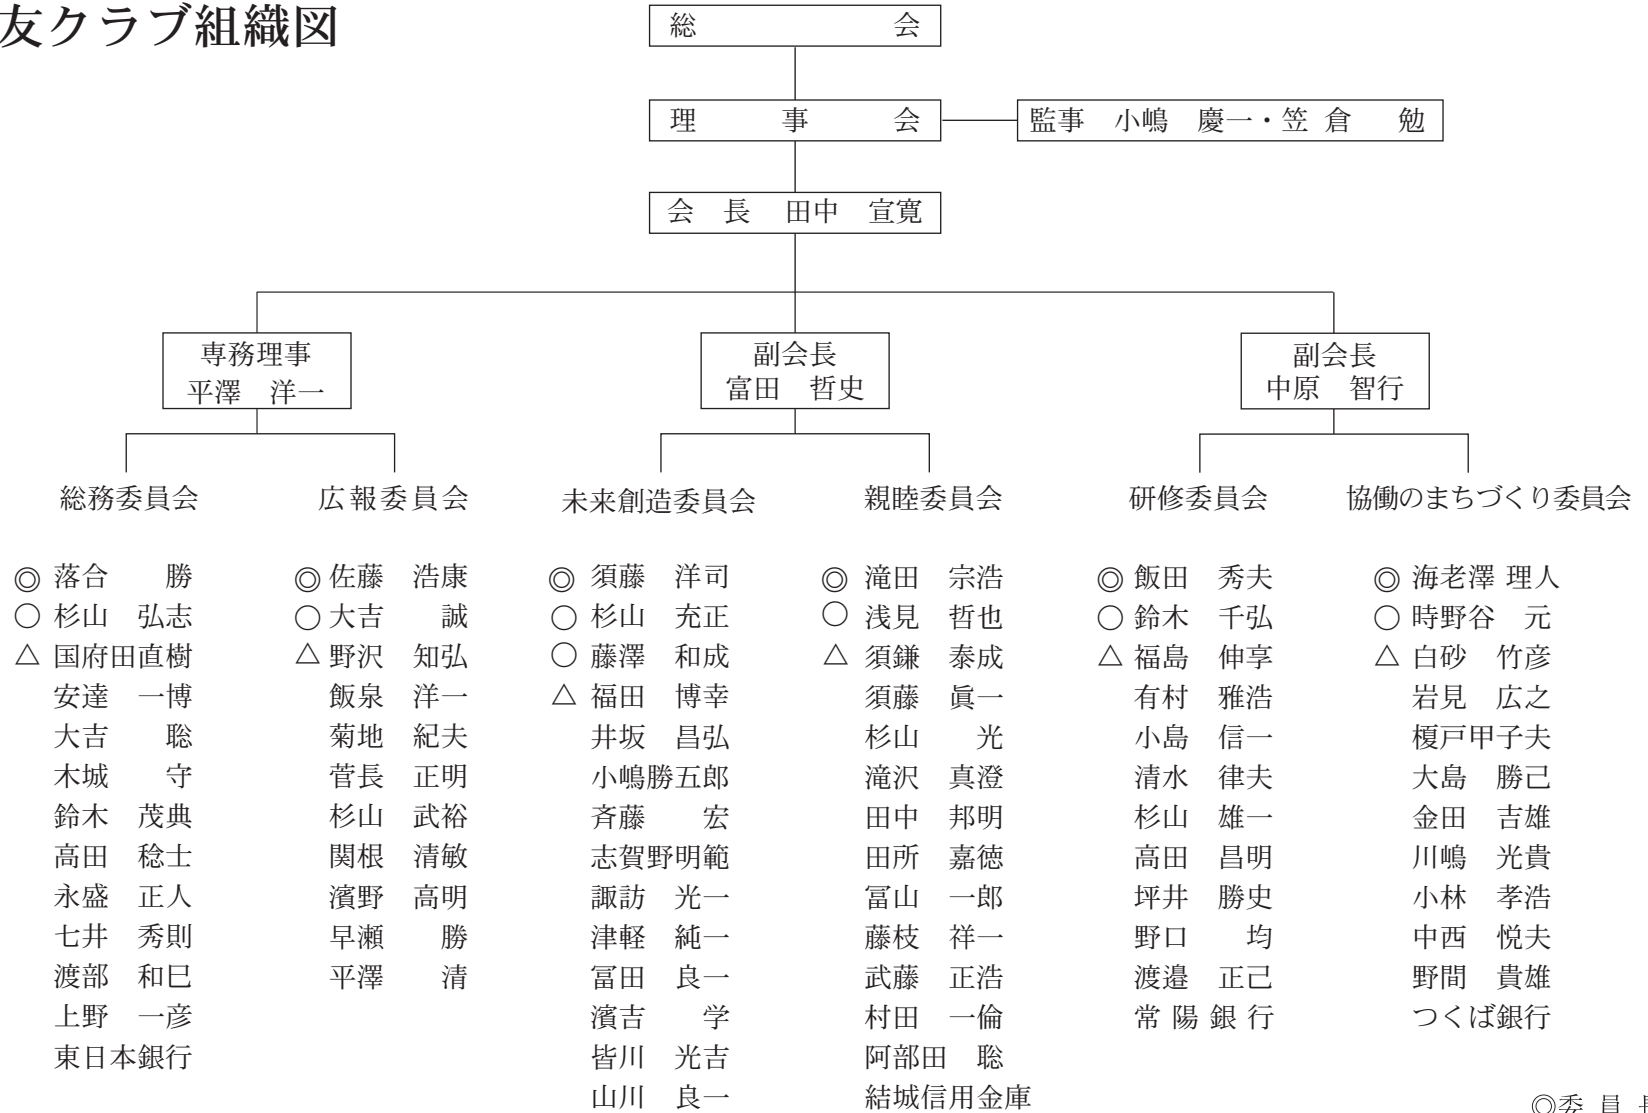 友クラブ組織図
総　会
理　事　会
監事　小嶋　慶一・笠倉　勉
会　長　田中　宣寛
専務理事
平澤　洋一
副会長
富田　哲史
副会長
中原　智行
総務委員会
◎ 落合　勝
○ 杉山　弘志
△ 国府田直樹
安達　一博
大吉　聡
木城　守
鈴木　茂典
高田　稔士
永盛　正人
七井　秀則
渡部　和巳
上野　一彦
東日本銀行
広報委員会
◎ 佐藤　浩康
○ 大吉　誠
△ 野沢　知弘
飯泉　洋一
菊地　紀夫
菅長　正明
杉山　武裕
関根　清敏
濱野　高明
早瀬　勝
平澤　清
未来創造委員会
◎ 須藤　洋司
○ 杉山　充正
○ 藤澤　和成
△ 福田　博幸
井坂　昌弘
小嶋勝五郎
斉藤　宏
志賀野明範
諏訪　光一
津軽　純一
冨田　良一
濱吉　学
皆川　光吉
山川　良一
親睦委員会
◎ 滝田　宗浩
○ 浅見　哲也
△ 須鎌　泰成
須藤　眞一
杉山　光
滝沢　真澄
田中　邦明
田所　嘉徳
冨山　一郎
藤枝　祥一
武藤　正浩
村田　一倫
阿部田　聡
結城信用金庫
研修委員会
◎ 飯田　秀夫
○ 鈴木　千弘
△ 福島　伸享
有村　雅浩
小島　信一
清水　律夫
杉山　雄一
高田　昌明
坪井　勝史
野口　均
渡邉　正己
常陽銀行
協働のまちづくり委員会
◎ 海老澤 理人
○ 時野谷　元
△ 白砂　竹彦
岩見　広之
榎戸甲子夫
大島　勝己
金田　吉雄
川嶋　光貴
小林　孝浩
中西　悦夫
野間　貴雄
つくば銀行
◎委 員